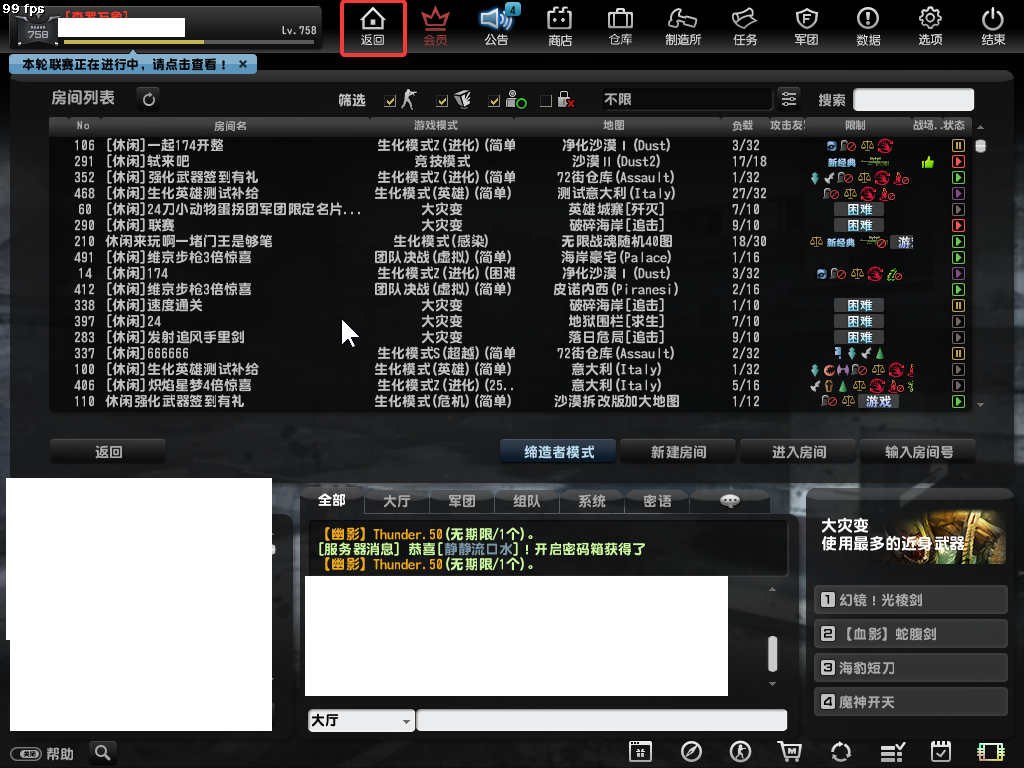 99 fps
758
Lv.758
返回
会员
4
公告
商店
仓库
制造所
任务
军团
数据
选项
结束
本轮联赛正在进行中，请点击查看！ ×
房间列表
筛选
不限
搜索
No 房间名 游戏模式 地图 负载 攻击友 限制 战场.. 状态
106 [休闲]一起174开整 生化模式Z(进化)(简单 净化沙漠Ⅰ(Dust) 3/32
291 [休闲]轼来吧 竞技模式 沙漠Ⅱ(Dust2) 17/18 新经典
352 [休闲]强化武器签到有礼 生化模式Z(进化)(简单 72街仓库(Assault) 1/32
468 [休闲]生化英雄测试补给 生化模式(英雄)(简单) 测试意大利(Italy) 27/32
60 [休闲]24刀小动物蛋拐团军团限定名片... 大灾变 英雄城寨[歼灭] 7/10 困难
290 [休闲]联赛 大灾变 破碎海岸[追击] 9/10 困难
210 休闲来玩啊一堵门王是够笔 生化模式(感染) 无限战魂随机40图 18/30 新经典 游
491 [休闲]维京步枪3倍惊喜 团队决战(虚拟)(简单) 海岸豪宅(Palace) 1/16
14 [休闲]174 生化模式Z(进化)(困难 净化沙漠Ⅰ(Dust) 3/32
412 [休闲]维京步枪3倍惊喜 团队决战(虚拟)(简单) 皮诺内西(Piranesi) 2/16
338 [休闲]速度通关 大灾变 破碎海岸[追击] 1/10 困难
397 [休闲]24 大灾变 地狱围栏[求生] 7/10 困难
283 [休闲]发射追风手里剑 大灾变 落日危局[追击] 9/10 困难
337 [休闲]666666 生化模式S(超越)(简单 72街仓库(Assault) 2/32
100 [休闲]生化英雄测试补给 生化模式(英雄)(简单) 意大利(Italy) 1/32
406 [休闲]炽焰星梦4倍惊喜 生化模式Z(进化)(25.. 意大利(Italy) 5/16
110 休闲强化武器签到有礼 生化模式(危机)(简单) 沙漠拆改版加大地图 1/12 游戏
返回
缔造者模式
新建房间
进入房间
输入房间号
全部
大厅
军团
组队
系统
密语
【幽影】Thunder.50(无期限/1个)。
[服务器消息] 恭喜[静静流口水]！开启密码箱获得了
【幽影】Thunder.50(无期限/1个)。
大厅
大灾变
使用最多的近身武器
1 幻镜！光棱剑
2 【血影】蛇腹剑
3 海豹短刀
4 魔神开天
帮助